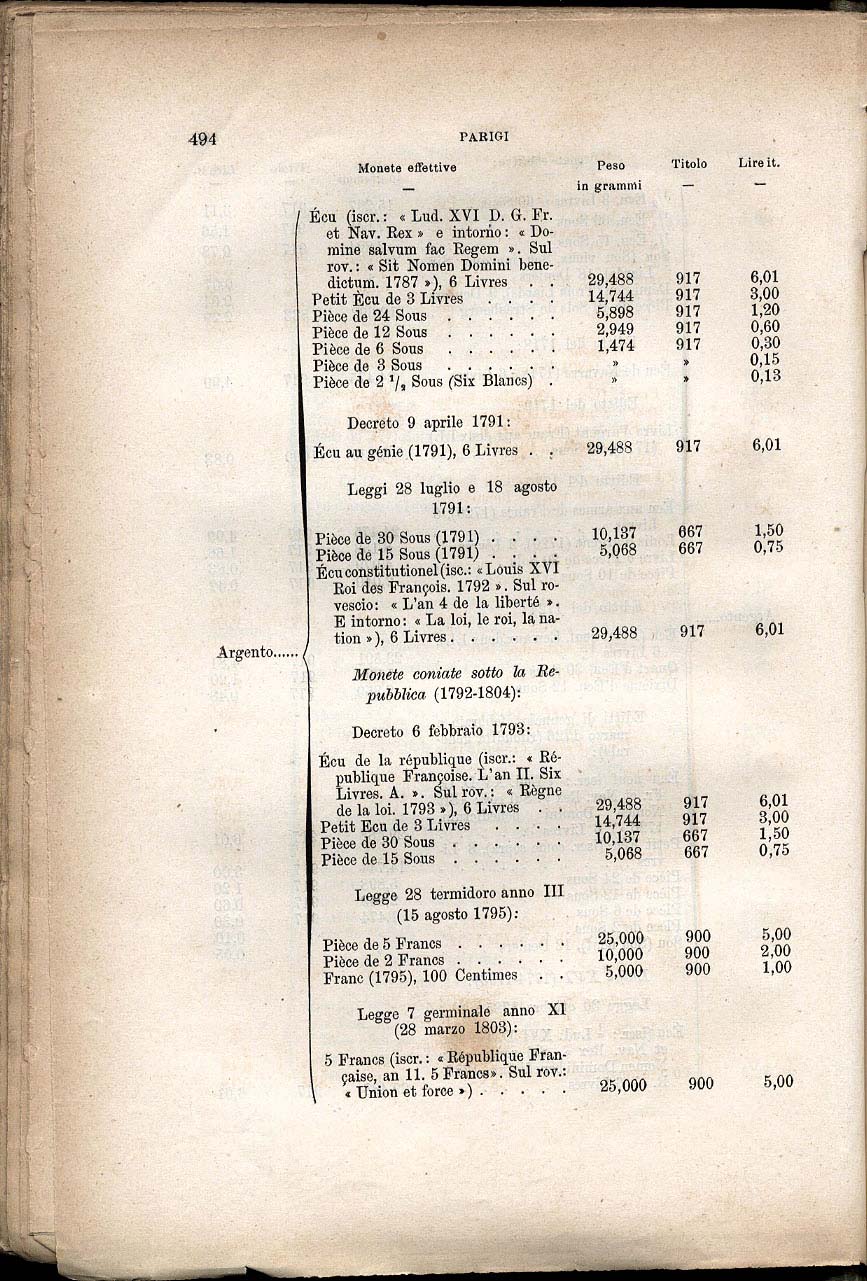 494
PARIGI
Monete effettive Peso in grammi Titolo Lire it.
Écu (iscr.: « Lud. XVI D. G. Fr.
et Nav. Rex » e intorno: « Do-
mine salvum fac Regem ». Sul
rov.: « Sit Nomen Domini bene-
dictum. 1787 »), 6 Livres . . 29,488 917 6,01
Petit Ècu de 3 Livres . . . . 14,744 917 3,00
Pièce de 24 Sous . . . . . . 5,898 917 1,20
Pièce de 12 Sous . . . . . . 2,949 917 0,60
Pièce de 6 Sous . . . . . . 1,474 917 0,30
Pièce de 3 Sous . . . . . . » » 0,15
Pièce de 2 1/2 Sous (Six Blancs) . » » 0,13
Decreto 9 aprile 1791:
Écu au génie (1791), 6 Livres . . 29,488 917 6,01
Leggi 28 luglio e 18 agosto
1791:
Pièce de 30 Sous (1791) . . . . 10,137 667 1,50
Pièce de 15 Sous (1791) . . . . 5,068 667 0,75
Écu constitutionel (isc.: « Louis XVI
Roi des François. 1792 ». Sul ro-
vescio: « L'an 4 de la liberté ».
E intorno: « La loi, le roi, la na-
tion »), 6 Livres . . . . . . 29,488 917 6,01
Argento......
Monete coniate sotto la Re-
pubblica (1792-1804):
Decreto 6 febbraio 1793:
Écu de la république (iscr.: « Ré-
publique Françoise. L'an II. Six
Livres. A. ». Sul rov.: « Règne
de la loi. 1793 »), 6 Livres . . 29,488 917 6,01
Petit Ecu de 3 Livres . . . . 14,744 917 3,00
Pièce de 30 Sous . . . . . . 10,137 667 1,50
Pièce de 15 Sous . . . . . . 5,068 667 0,75
Legge 28 termidoro anno III
(15 agosto 1795):
Pièce de 5 Francs . . . . . . 25,000 900 5,00
Pièce de 2 Francs . . . . . . 10,000 900 2,00
Franc (1795), 100 Centimes . . 5,000 900 1,00
Legge 7 germinale anno XI
(28 marzo 1803):
5 Francs (iscr.: « République Fran-
çaise, an 11. 5 Francs». Sul rov.:
« Union et force ») . . . . . 25,000 900 5,00